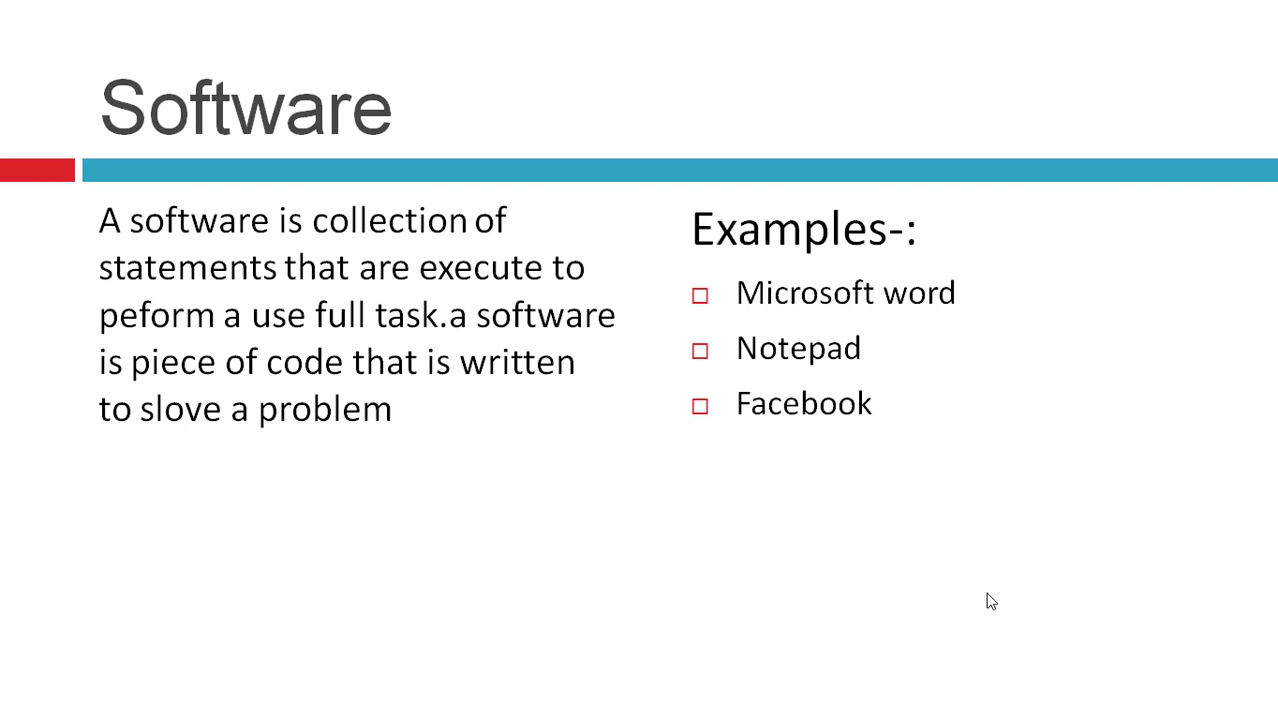 Software
A software is collection of
statements that are execute to
peform a use full task.a software
is piece of code that is written
to slove a problem
Examples-:
Microsoft word
Notepad
Facebook